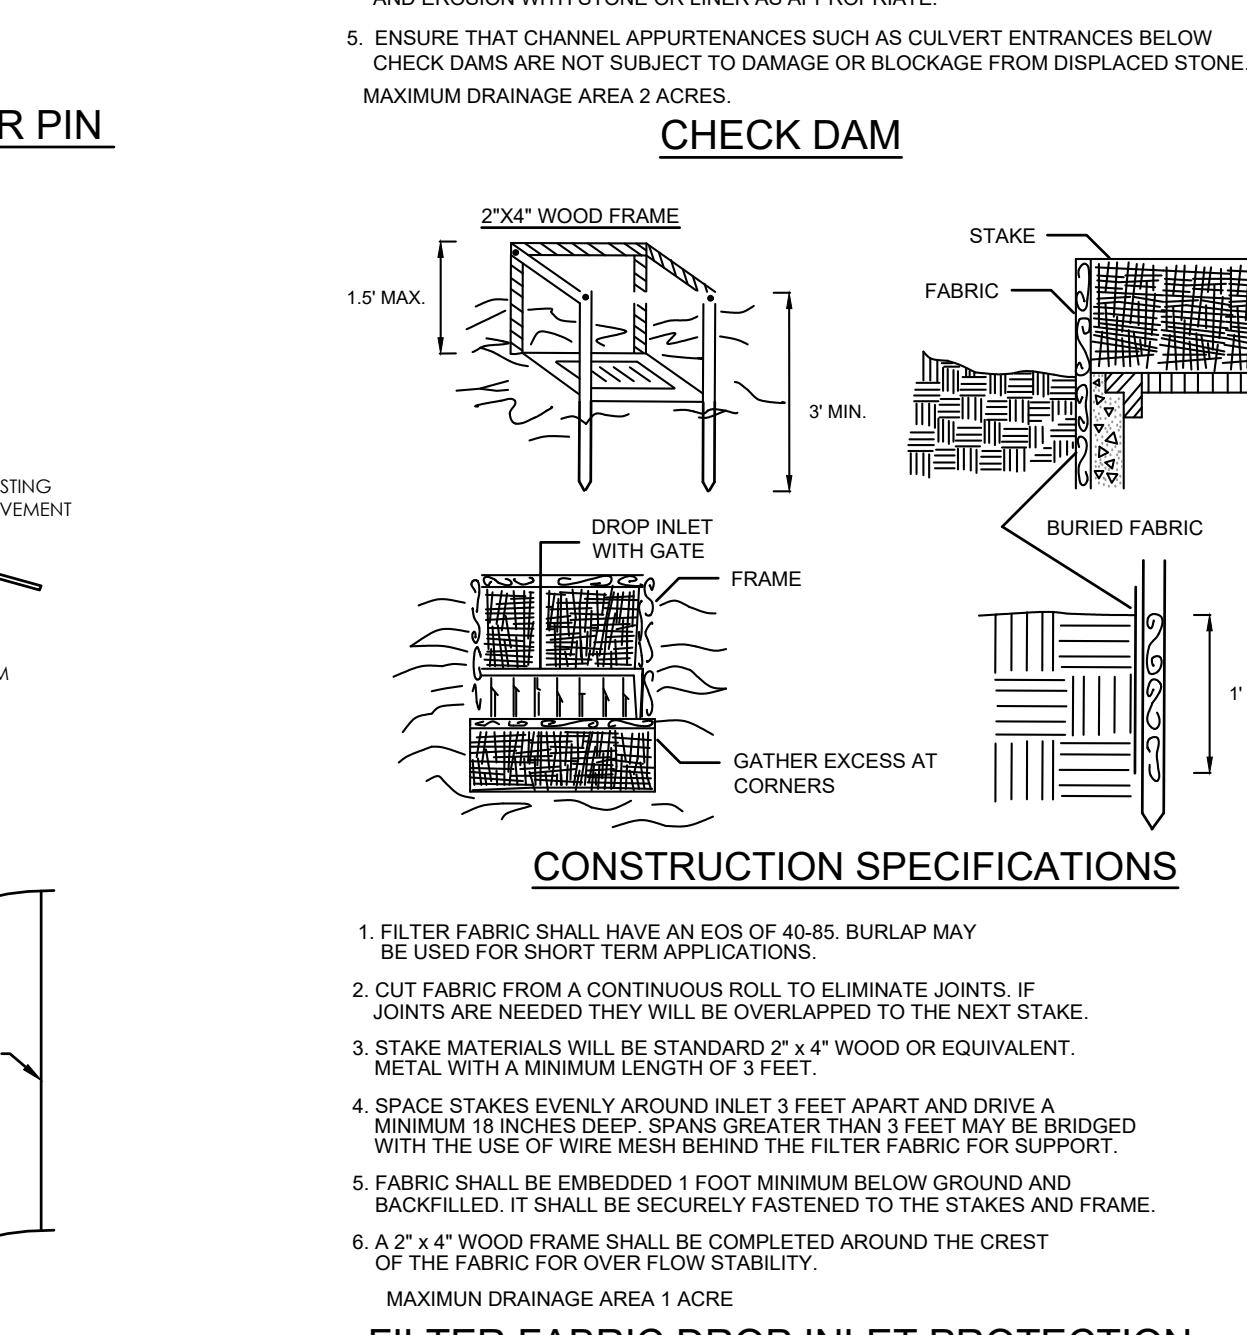 AND EROSION WITH STONE OR LINER AS APPROPRIATE.
5. ENSURE THAT CHANNEL APPURTENANCES SUCH AS CULVERT ENTRANCES BELOW
CHECK DAMS ARE NOT SUBJECT TO DAMAGE OR BLOCKAGE FROM DISPLACED STONE.
MAXIMUM DRAINAGE AREA 2 ACRES.
R PIN
CHECK DAM
2"X4" WOOD FRAME
STAKE
FABRIC
1.5' MAX.
3' MIN.
STING
VEMENT
DROP INLET
WITH GATE
BURIED FABRIC
FRAME
M
1'
GATHER EXCESS AT
CORNERS
CONSTRUCTION SPECIFICATIONS
1. FILTER FABRIC SHALL HAVE AN EOS OF 40-85. BURLAP MAY
BE USED FOR SHORT TERM APPLICATIONS.
2. CUT FABRIC FROM A CONTINUOUS ROLL TO ELIMINATE JOINTS. IF
JOINTS ARE NEEDED THEY WILL BE OVERLAPPED TO THE NEXT STAKE.
3. STAKE MATERIALS WILL BE STANDARD 2" x 4" WOOD OR EQUIVALENT.
METAL WITH A MINIMUM LENGTH OF 3 FEET.
4. SPACE STAKES EVENLY AROUND INLET 3 FEET APART AND DRIVE A
MINIMUM 18 INCHES DEEP. SPANS GREATER THAN 3 FEET MAY BE BRIDGED
WITH THE USE OF WIRE MESH BEHIND THE FILTER FABRIC FOR SUPPORT.
5. FABRIC SHALL BE EMBEDDED 1 FOOT MINIMUM BELOW GROUND AND
BACKFILLED. IT SHALL BE SECURELY FASTENED TO THE STAKES AND FRAME.
6. A 2" x 4" WOOD FRAME SHALL BE COMPLETED AROUND THE CREST
OF THE FABRIC FOR OVER FLOW STABILITY.
MAXIMUN DRAINAGE AREA 1 ACRE
FILTER FABRIC DROP INLET PROTECTION